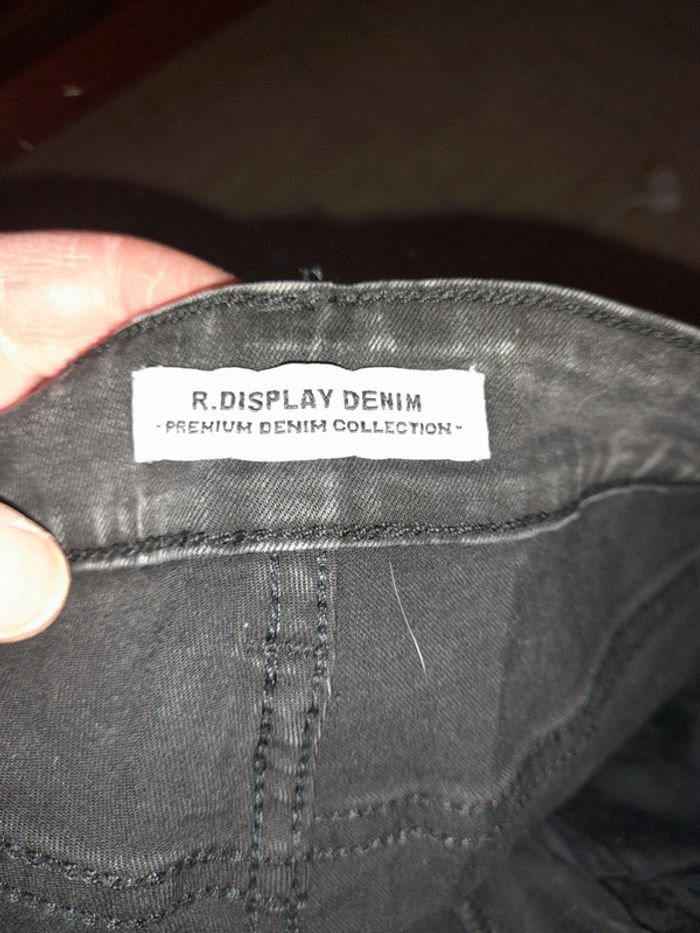 R.DISPLAY DENIM
-PREMIUM DENIM COLLECTION-